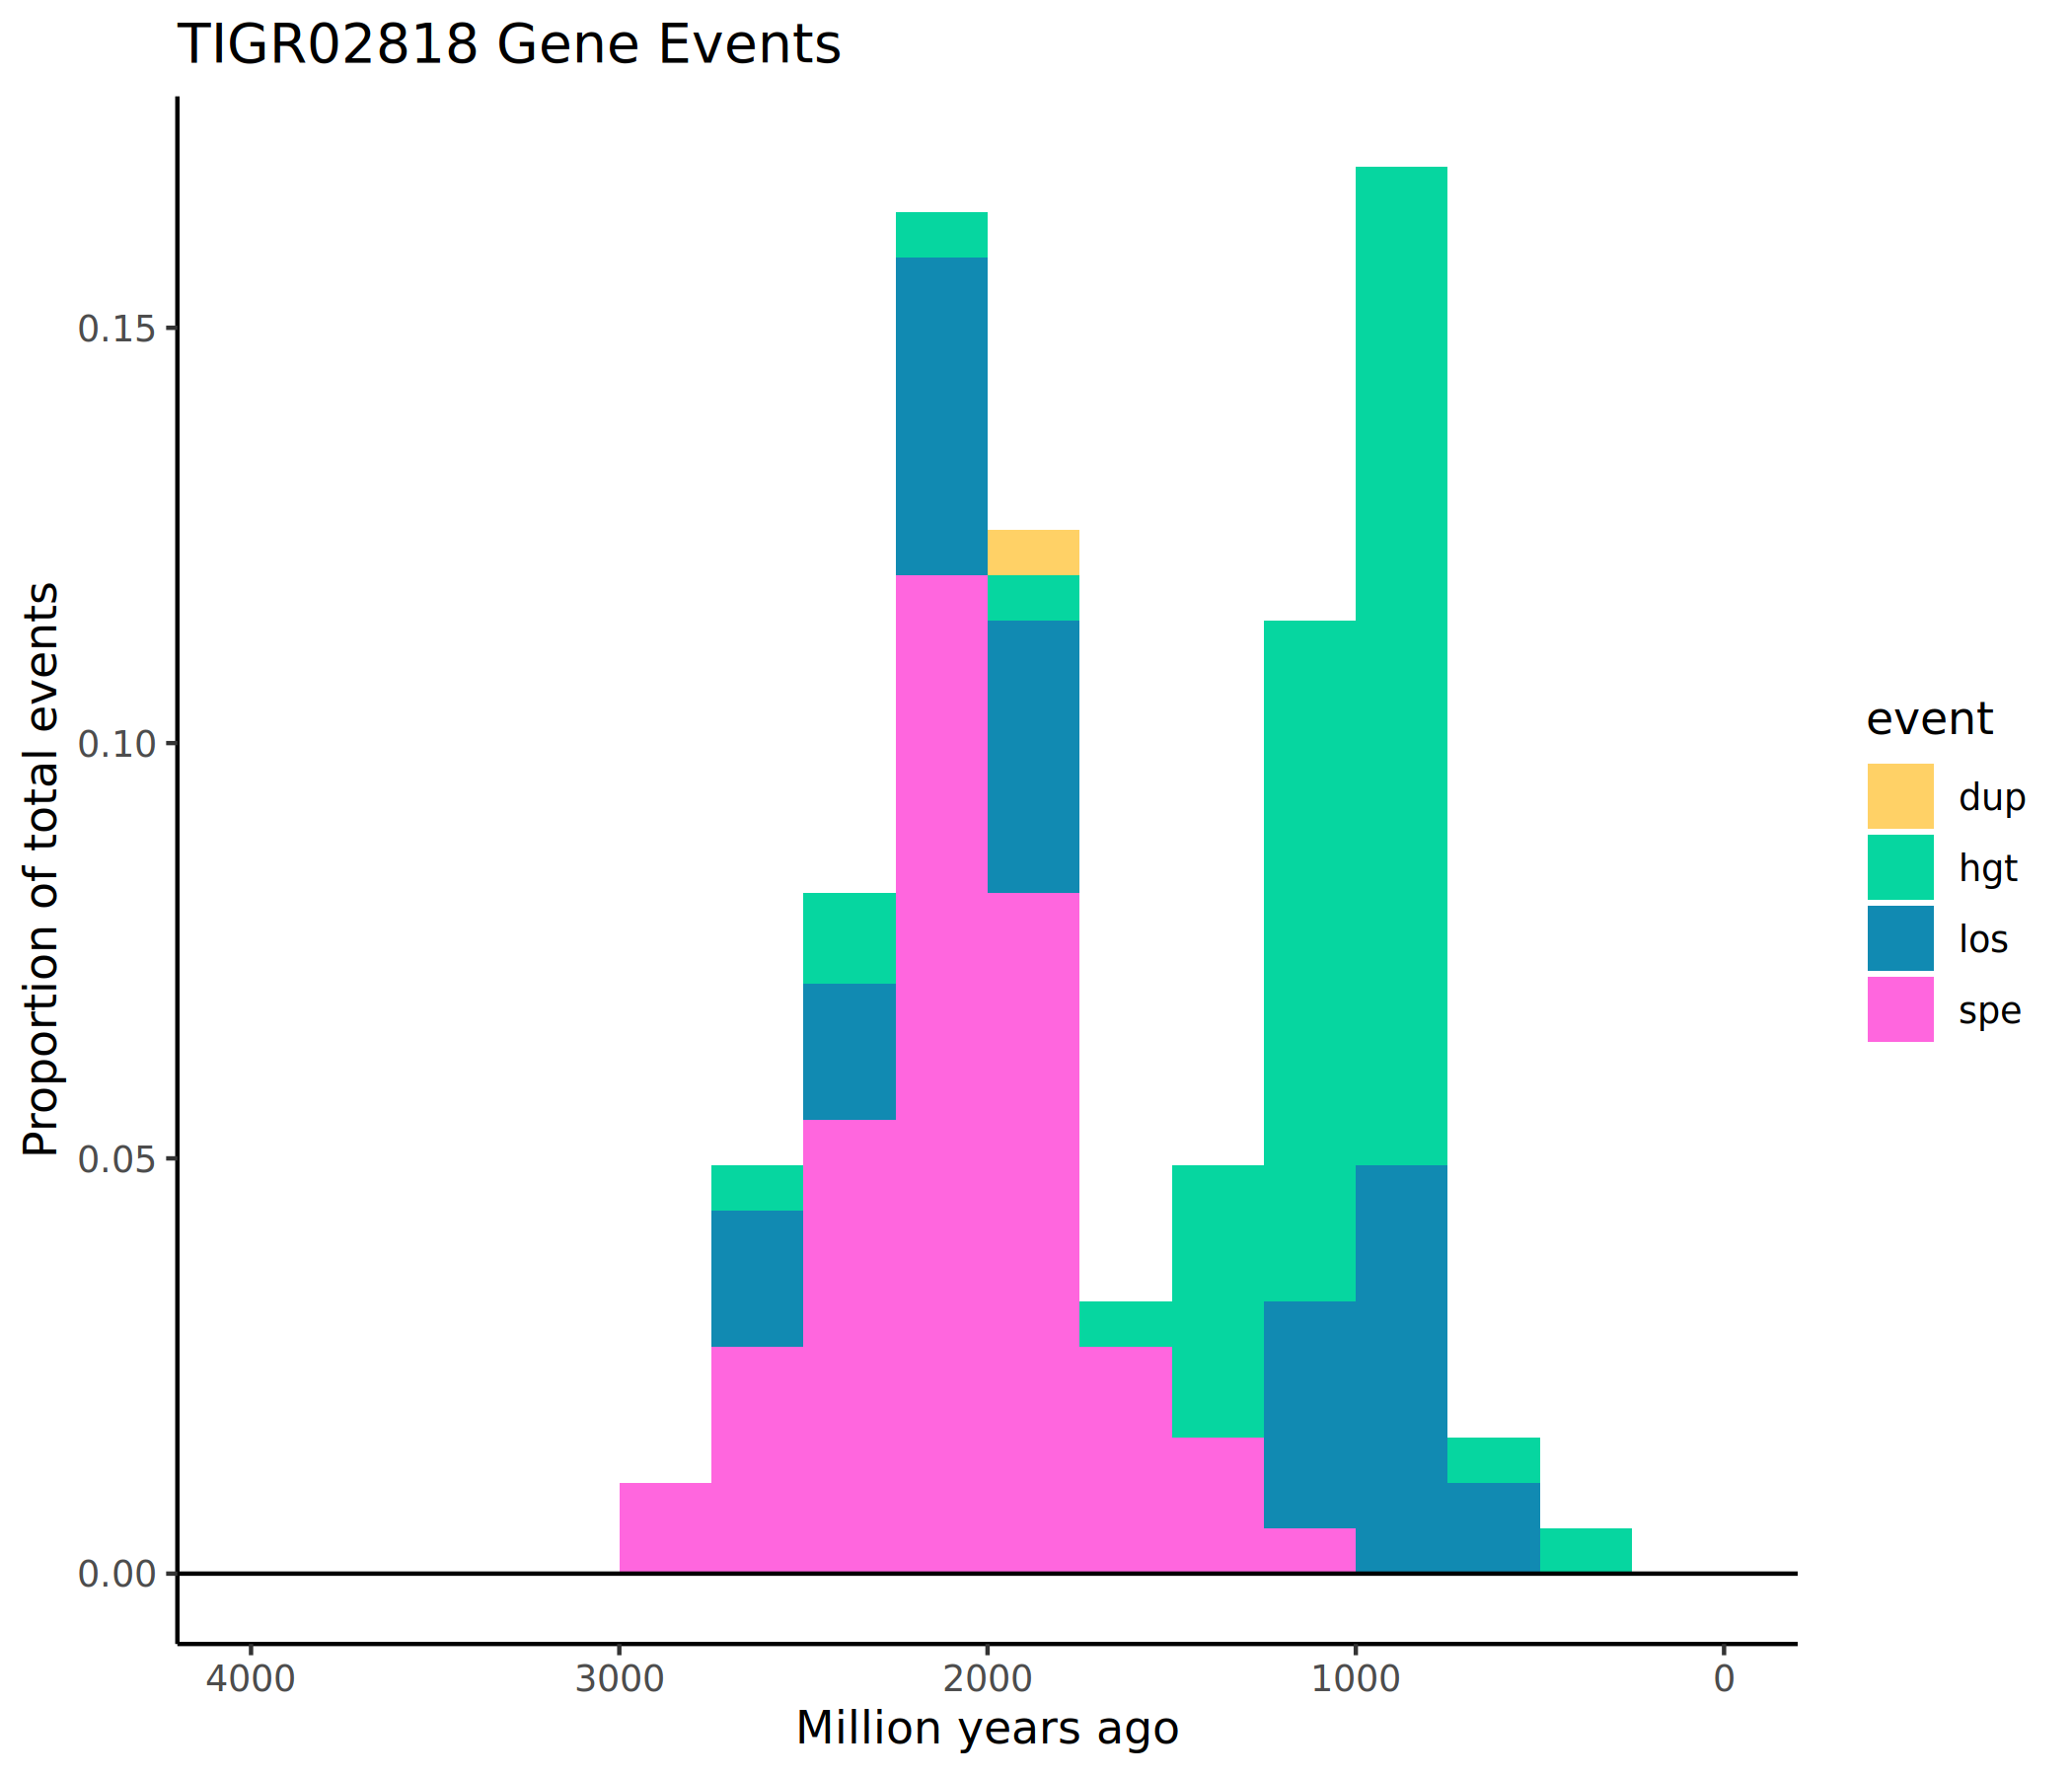 TIGR02818 Gene Events
Proportion of total events
0.15
0.10
0.05
0.00
4000 3000 2000 1000 0
Million years ago
event
dup
hgt
los
spe